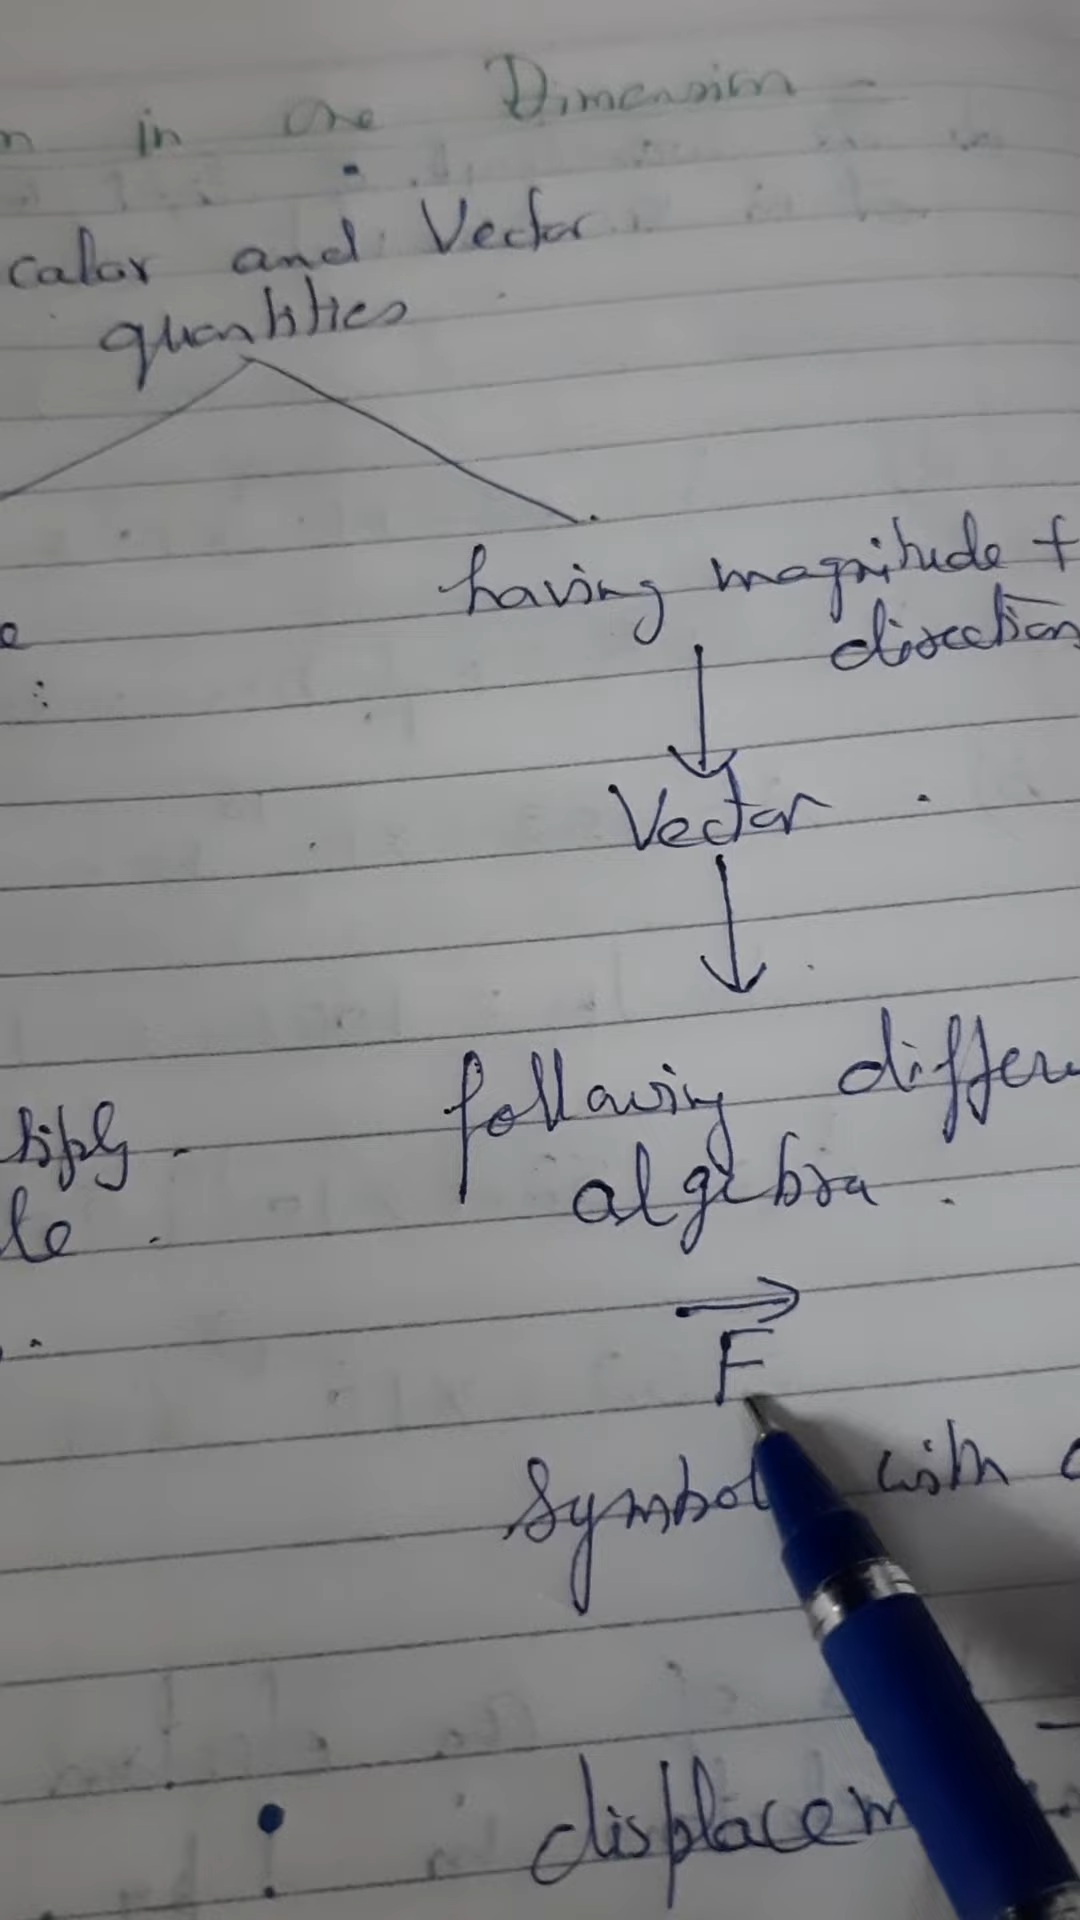 in one Dimension -
calar and Vector
quantities
having magnitude +
direction
Vector
following differ
algebra
F
Symbol with
displacem